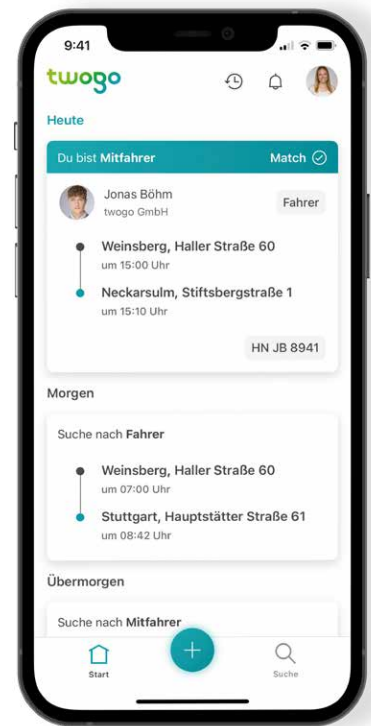 9:41
twogo
Heute
Du bist Mitfahrer Match
Jonas Böhm
twogo GmbH
Fahrer
Weinsberg, Haller Straße 60
um 15:00 Uhr
Neckarsulm, Stiftsbergstraße 1
um 15:10 Uhr
HN JB 8941
Morgen
Suche nach Fahrer
Weinsberg, Haller Straße 60
um 07:00 Uhr
Stuttgart, Hauptstätter Straße 61
um 08:42 Uhr
Übermorgen
Suche nach Mitfahrer
Start
Suche